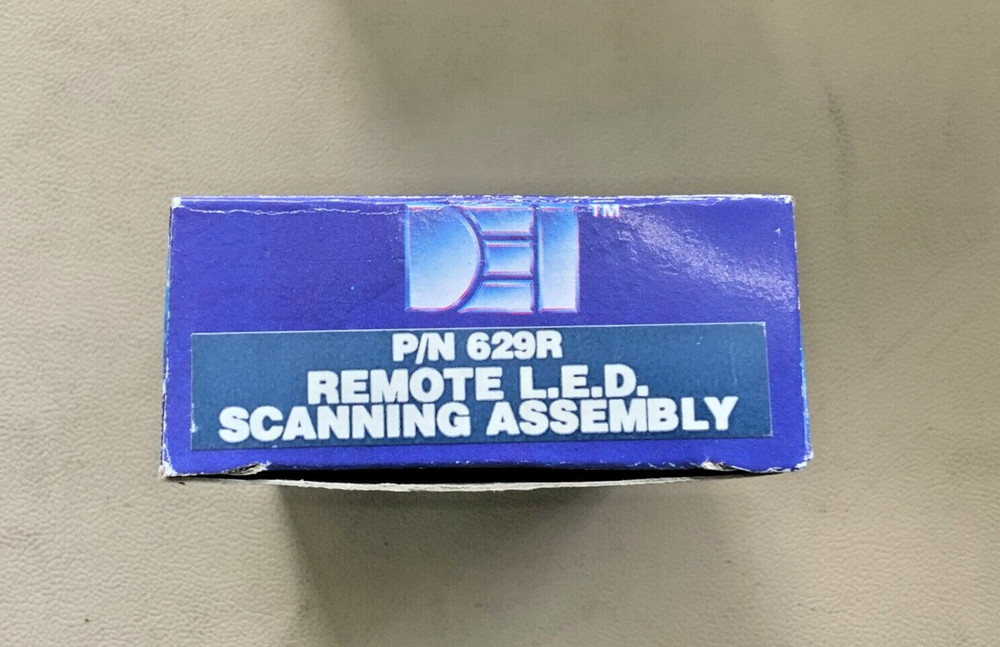 DEI™
P/N 629R
REMOTE L.E.D.
SCANNING ASSEMBLY